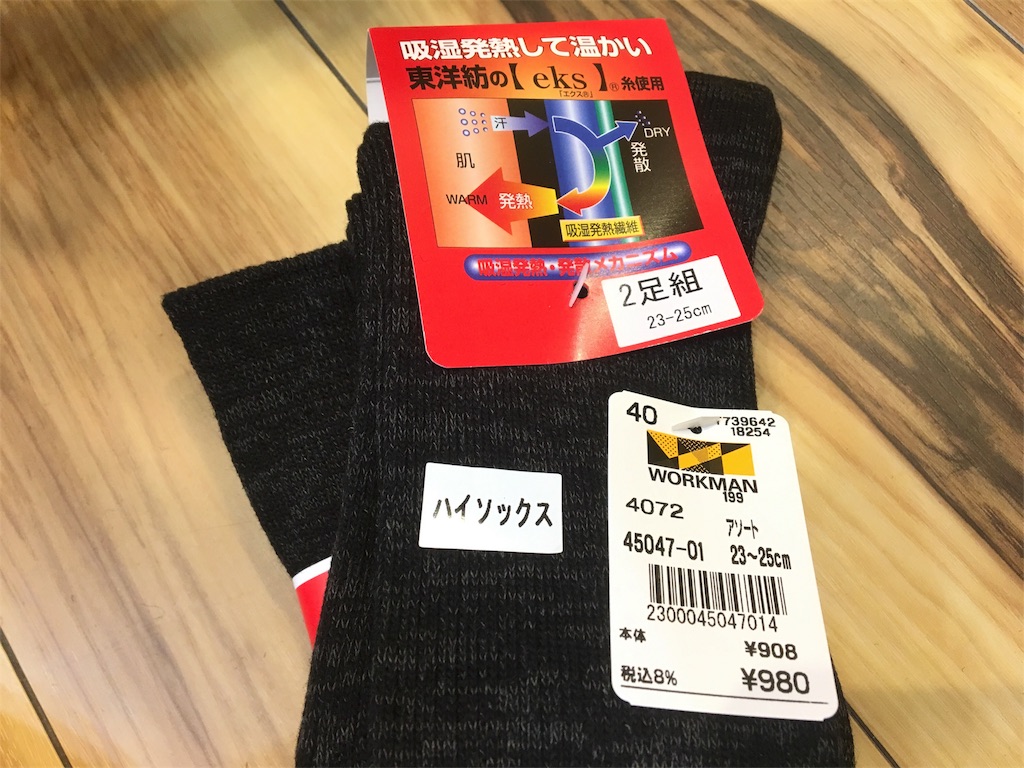 吸湿発熱して温かい
東洋紡の【eks】®糸使用
「エクス®」
汗
DRY
発散
肌
WARM
発熱
吸湿発熱繊維
吸湿発熱・発散メカニズム
2足組
23-25cm
ハイソックス
40
7739642
18254
WORKMAN
199
4072
アソート
45047-01
23~25cm
2300045047014
本体
¥908
税込8%
¥980